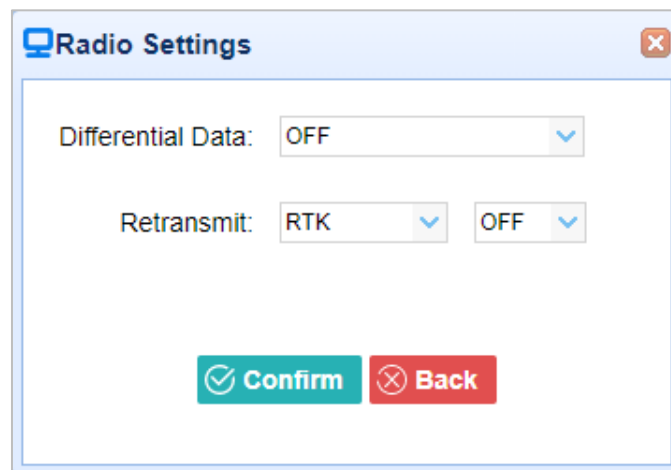 Radio Settings
Differential Data: OFF
Retransmit: RTK OFF
Confirm Back